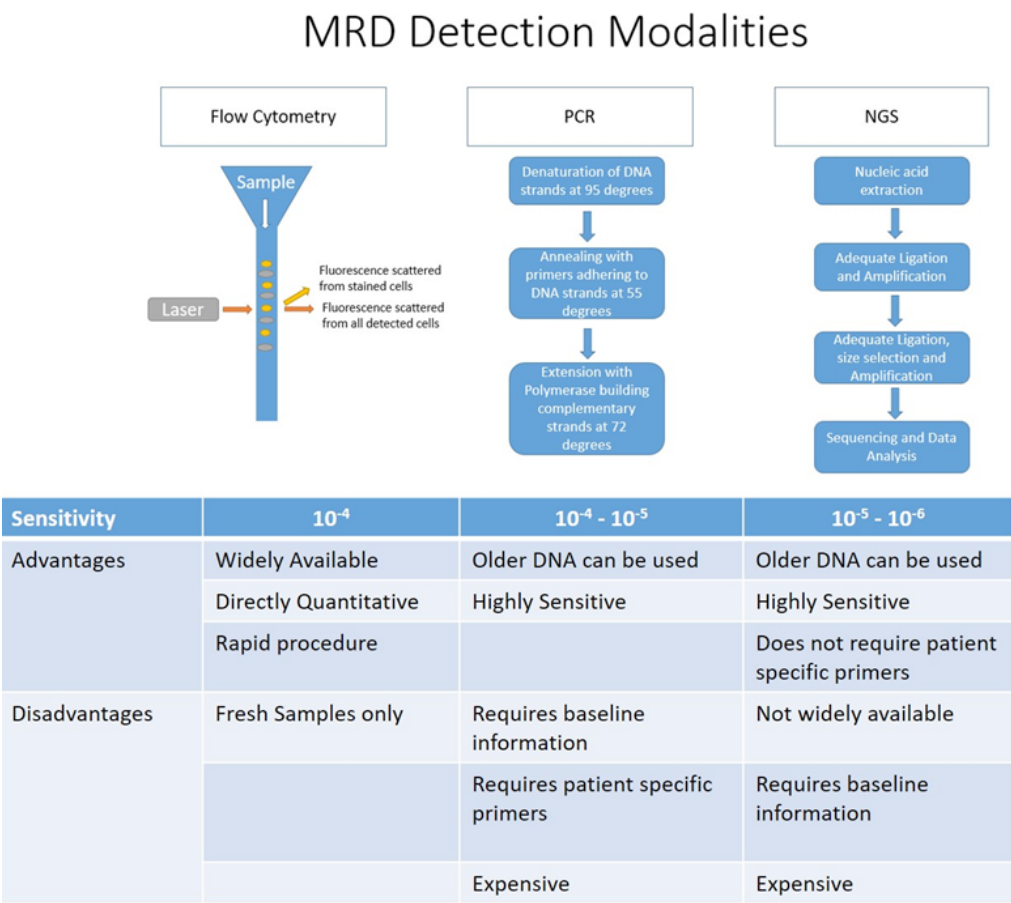 MRD Detection Modalities
Flow Cytometry
PCR
NGS
Sample
Laser
Fluorescence scattered
from stained cells
Fluorescence scattered
from all detected cells
Denaturation of DNA
strands at 95 degrees
Annealing with
primers adhering to
DNA strands at 55
degrees
Extension with
Polymerase building
complementary
strands at 72
degrees
Nucleic acid
extraction
Adequate Ligation
and Amplification
Adequate Ligation,
size selection and
Amplification
Sequencing and Data
Analysis
Sensitivity 10⁻⁴ 10⁻⁴ - 10⁻⁵ 10⁻⁵ - 10⁻⁶
Advantages Widely Available Older DNA can be used Older DNA can be used
Directly Quantitative Highly Sensitive Highly Sensitive
Rapid procedure Does not require patient
specific primers
Disadvantages Fresh Samples only Requires baseline Not widely available
information
Requires patient specific Requires baseline
primers information
Expensive Expensive